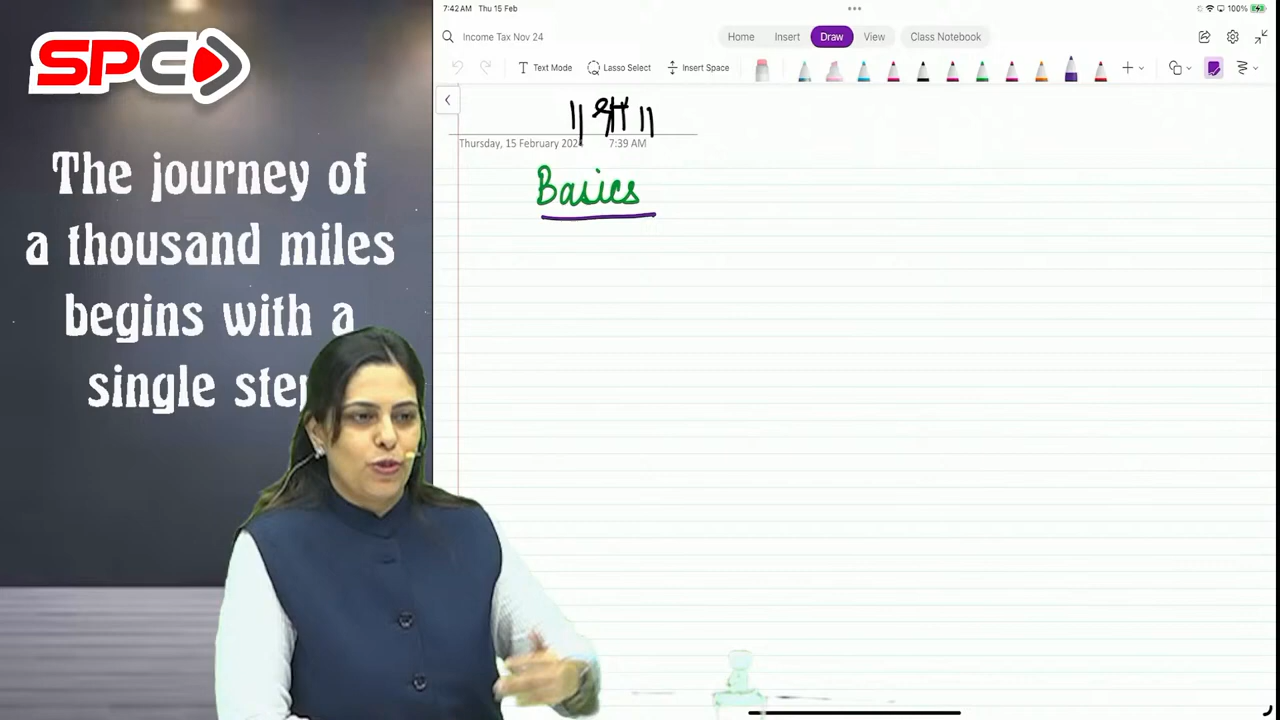 SPE
The journey of
a thousand miles
begins with a
single step
7:42 AM Thu 15 Feb
100%
Income Tax Nov 24
Home Insert Draw View Class Notebook
Text Mode Lasso Select Insert Space
॥ श्री ॥
Thursday, 15 February 2024 7:39 AM
Basics